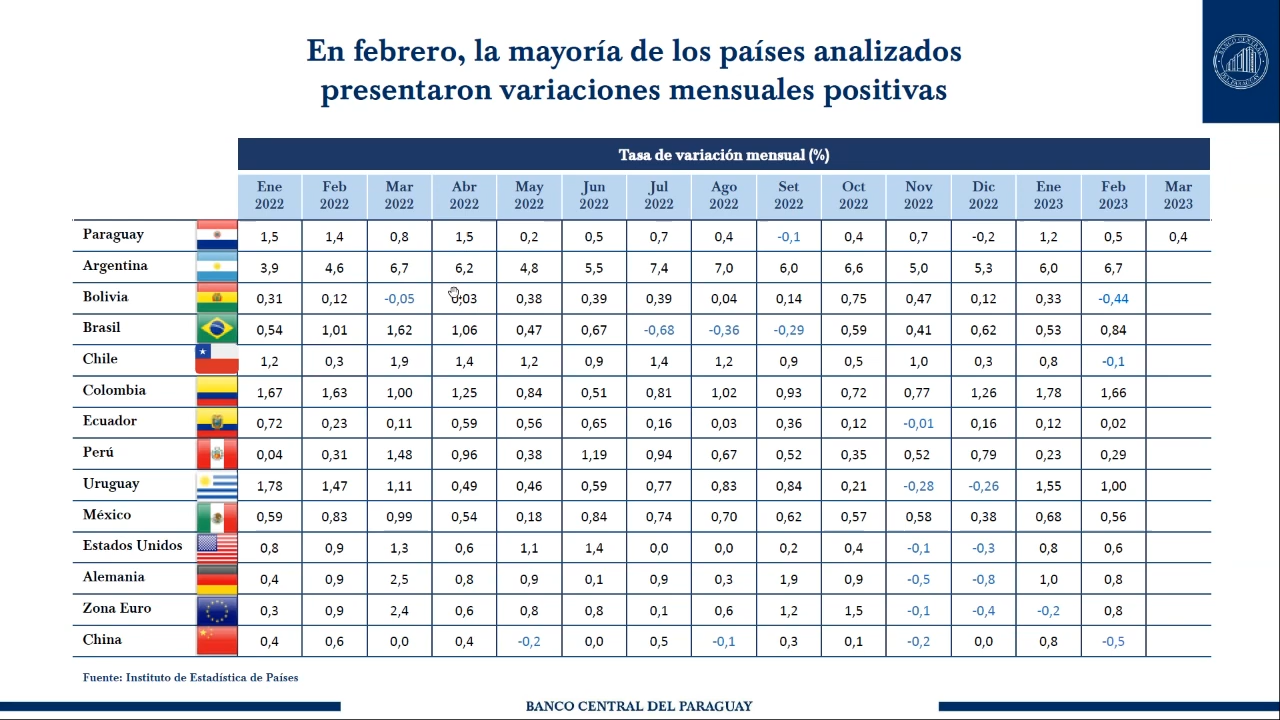 En febrero, la mayoría de los países analizados
presentaron variaciones mensuales positivas
BANCO CENTRAL DEL PARAGUAY
Tasa de variación mensual (%)
Ene 2022 Feb 2022 Mar 2022 Abr 2022 May 2022 Jun 2022 Jul 2022 Ago 2022 Set 2022 Oct 2022 Nov 2022 Dic 2022 Ene 2023 Feb 2023 Mar 2023
Paraguay 1,5 1,4 0,8 1,5 0,2 0,5 0,7 0,4 -0,1 0,4 0,7 -0,2 1,2 0,5 0,4
Argentina 3,9 4,6 6,7 6,2 4,8 5,5 7,4 7,0 6,0 6,6 5,0 5,3 6,0 6,7
Bolivia 0,31 0,12 -0,05 0,03 0,38 0,39 0,39 0,04 0,14 0,75 0,47 0,12 0,33 -0,44
Brasil 0,54 1,01 1,62 1,06 0,47 0,67 -0,68 -0,36 -0,29 0,59 0,41 0,62 0,53 0,84
Chile 1,2 0,3 1,9 1,4 1,2 0,9 1,4 1,2 0,9 0,5 1,0 0,3 0,8 -0,1
Colombia 1,67 1,63 1,00 1,25 0,84 0,51 0,81 1,02 0,93 0,72 0,77 1,26 1,78 1,66
Ecuador 0,72 0,23 0,11 0,59 0,56 0,65 0,16 0,03 0,36 0,12 -0,01 0,16 0,12 0,02
Perú 0,04 0,31 1,48 0,96 0,38 1,19 0,94 0,67 0,52 0,35 0,52 0,79 0,23 0,29
Uruguay 1,78 1,47 1,11 0,49 0,46 0,59 0,77 0,83 0,84 0,21 -0,28 -0,26 1,55 1,00
México 0,59 0,83 0,99 0,54 0,18 0,84 0,74 0,70 0,62 0,57 0,58 0,38 0,68 0,56
Estados Unidos 0,8 0,9 1,3 0,6 1,1 1,4 0,0 0,0 0,2 0,4 -0,1 -0,3 0,8 0,6
Alemania 0,4 0,9 2,5 0,8 0,9 0,1 0,9 0,3 1,9 0,9 -0,5 -0,8 1,0 0,8
Zona Euro 0,3 0,9 2,4 0,6 0,8 0,8 0,1 0,6 1,2 1,5 -0,1 -0,4 -0,2 0,8
China 0,4 0,6 0,0 0,4 -0,2 0,0 0,5 -0,1 0,3 0,1 -0,2 0,0 0,8 -0,5
Fuente: Instituto de Estadística de Países
BANCO CENTRAL DEL PARAGUAY